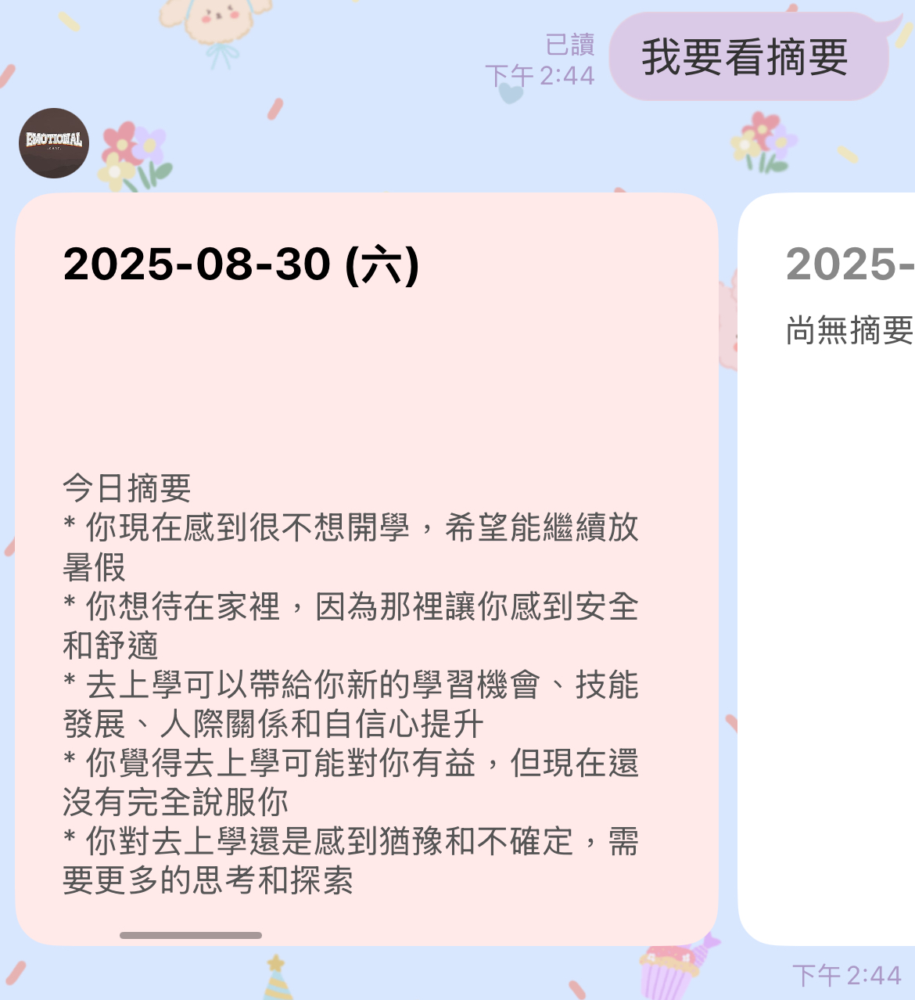 我要看摘要
已讀
下午 2:44
EMOTIONAL
2025-08-30 (六)
今日摘要
* 你現在感到很不想開學，希望能繼續放
暑假
* 你想待在家裡，因為那裡讓你感到安全
和舒適
* 去上學可以帶給你新的學習機會、技能
發展、人際關係和自信心提升
* 你覺得去上學可能對你有益，但現在還
沒有完全說服你
* 你對去上學還是感到猶豫和不確定，需
要更多的思考和探索
2025-
尚無摘要
下午 2:44